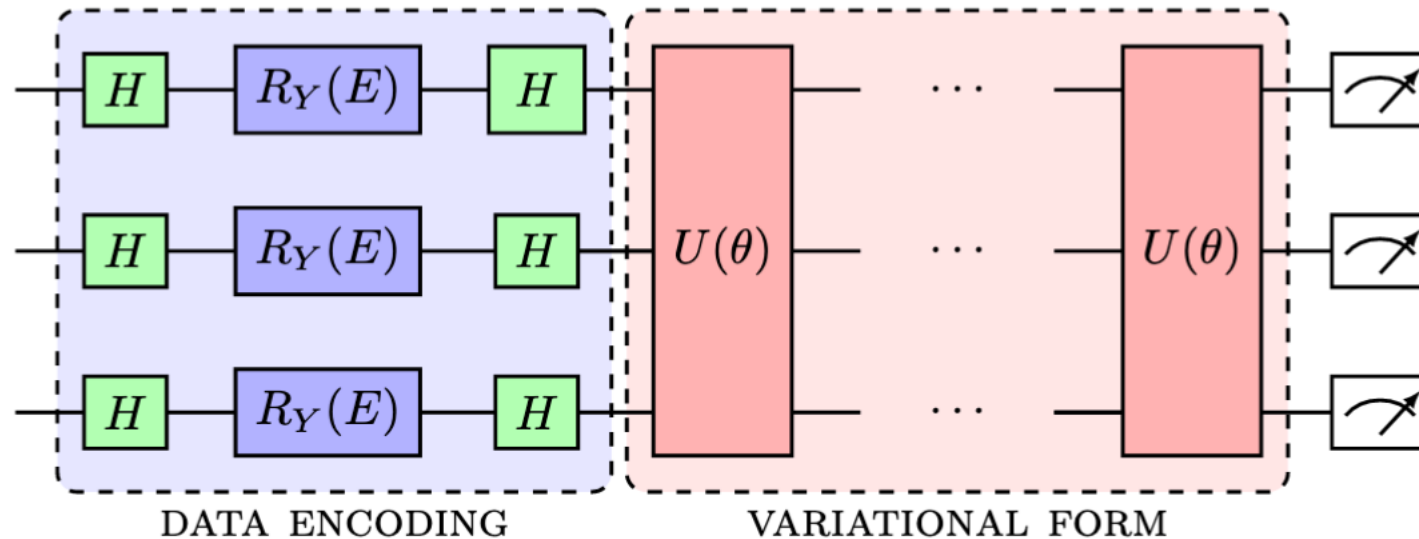 H R_Y(E) H ···
H R_Y(E) H U(θ) ··· U(θ)
H R_Y(E) H ···
DATA ENCODING VARIATIONAL FORM